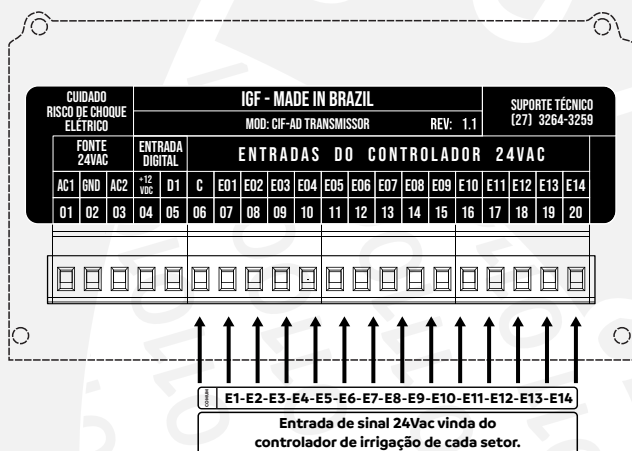 CUIDADO
RISCO DE CHOQUE
ELÉTRICO
IGF - MADE IN BRAZIL
MOD: CIF-AD TRANSMISSOR REV: 1.1
SUPORTE TÉCNICO
(27) 3264-3259
FONTE
24VAC
ENTRADA
DIGITAL
ENTRADAS DO CONTROLADOR 24VAC
AC1 GND AC2 +12 VDC D1 C E01 E02 E03 E04 E05 E06 E07 E08 E09 E10 E11 E12 E13 E14
01 02 03 04 05 06 07 08 09 10 11 12 13 14 15 16 17 18 19 20
COMUM
E1-E2-E3-E4-E5-E6-E7-E8-E9-E10-E11-E12-E13-E14
Entrada de sinal 24Vac vinda do
controlador de irrigação de cada setor.